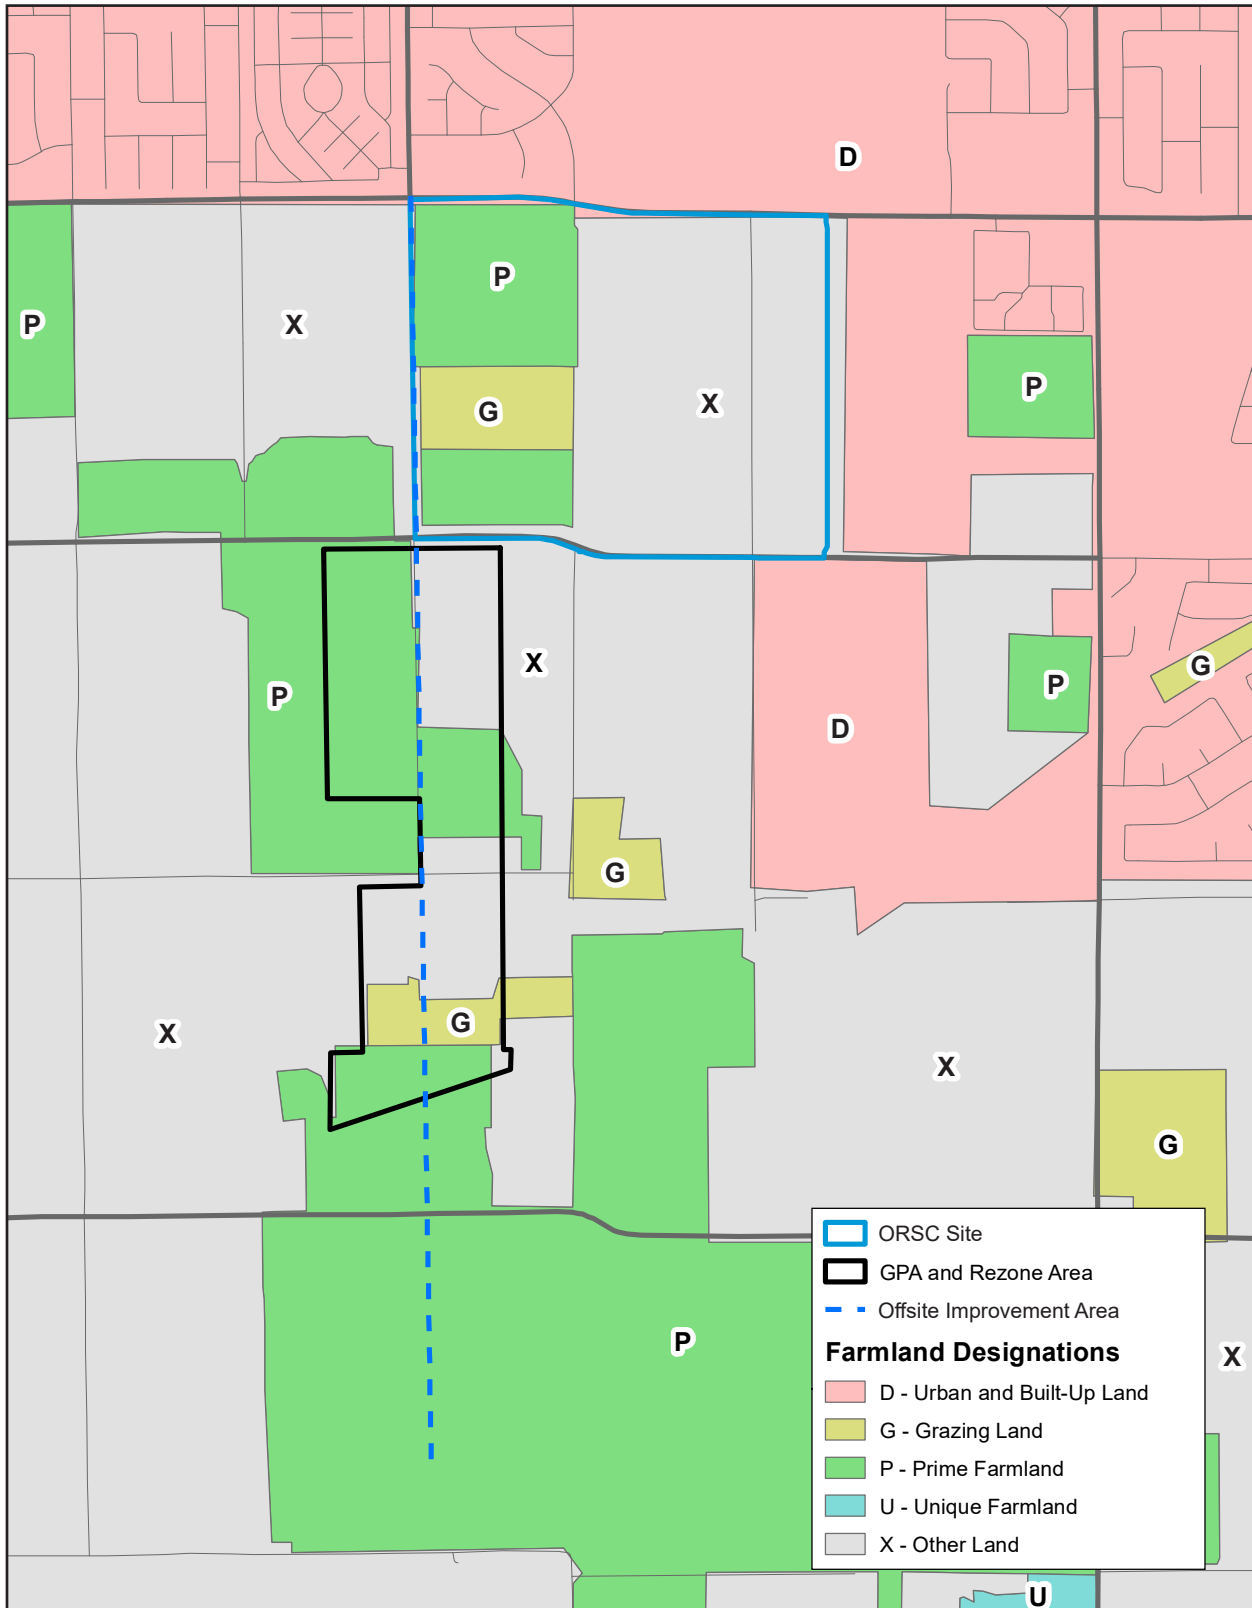 D
P
P
X
P
G
X
X
G
P
P
D
G
G
X
X
G
P
X
U
ORSC Site
GPA and Rezone Area
Offsite Improvement Area
Farmland Designations
D - Urban and Built-Up Land
G - Grazing Land
P - Prime Farmland
U - Unique Farmland
X - Other Land